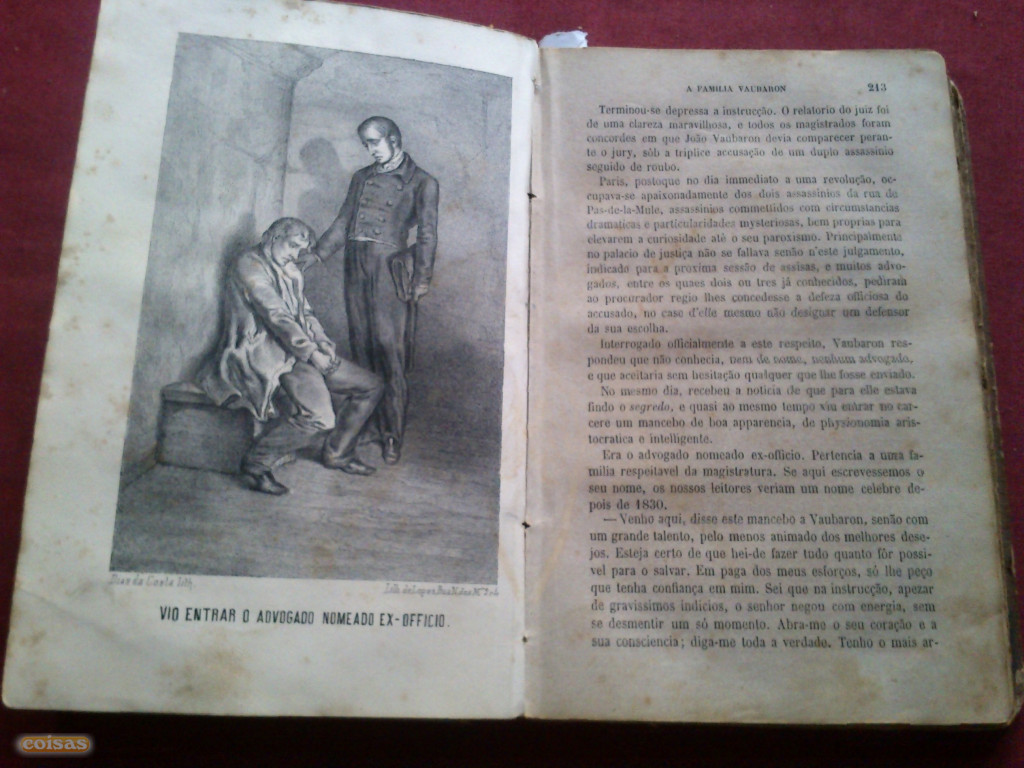 Dias da Costa lith.
VIO ENTRAR O ADVOGADO NOMEADO EX-OFFICIO.
A FAMILIA VAUBARON 213
Terminou-se depressa a instrucção. O relatorio do juiz foi
de uma clareza maravilhosa, e todos os magistrados foram
concordes em que João Vaubaron devia comparecer peran-
te o jury, sôb a triplice accusação de um duplo assassinio
seguido de roubo.
Paris, postoque no dia immediato a uma revolução, oc-
cupava-se apaixonadamente dos dois assassinios da rua de
Pas-de-la-Mule, assassinios commettidos com circumstancias
dramaticas e particularidades mysteriosas, bem proprias para
elevarem a curiosidade até o seu paroxismo. Principalmente
no palacio de justiça não se fallava senão n'este julgamento,
indicado para a proxima sessão de assisas, e muitos advo-
gados, entre os quaes dois ou tres já conhecidos, pediram
ao procurador regio lhes concedesse a defeza officiosa do
accusado, no caso d'elle mesmo não designar um defensor
da sua escolha.
Interrogado officialmente a este respeito, Vaubaron res-
pondeu que não conhecia, nem de nome, nenhum advogado,
e que aceitaria sem hesitação qualquer que lhe fosse enviado.
No mesmo dia, recebeu a noticia de que para elle estava
findo o segredo, e quasi ao mesmo tempo viu entrar no car-
cere um mancebo de boa apparencia, de physionomia aris-
tocratica e intelligente.
Era o advogado nomeado ex-officio. Pertencia a uma fa-
milia respeitavel da magistratura. Se aqui escrevessemos o
seu nome, os nossos leitores veriam um nome celebre de-
pois de 1830.
— Venho aqui, disse este mancebo a Vaubaron, senão com
um grande talento, pelo menos animado dos melhores dese-
jos. Esteja certo de que hei-de fazer tudo quanto fôr possi-
vel para o salvar. Em paga dos meus esforços, só lhe peço
que tenha confiança em mim. Sei que na instrucção, apezar
de gravissimos indicios, o senhor negou com energia, sem
se desmentir um só momento. Abra-me o seu coração e a
sua consciencia; diga-me toda a verdade. Tenho o mais ar-
coisas